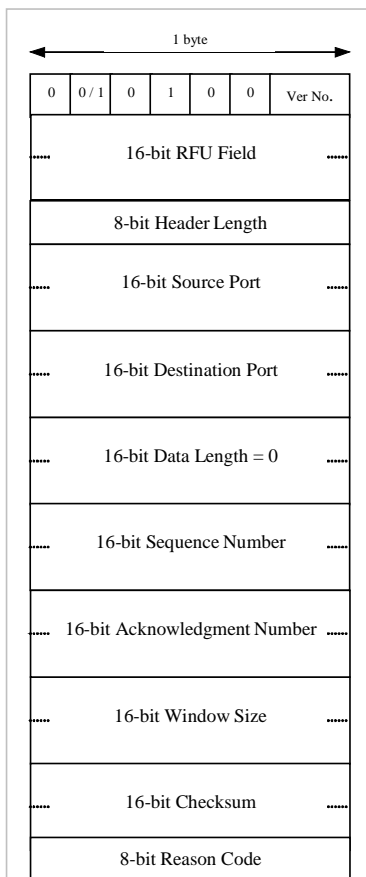 1 byte
0 0 / 1 0 1 0 0 Ver No.
16-bit RFU Field
8-bit Header Length
16-bit Source Port
16-bit Destination Port
16-bit Data Length = 0
16-bit Sequence Number
16-bit Acknowledgment Number
16-bit Window Size
16-bit Checksum
8-bit Reason Code